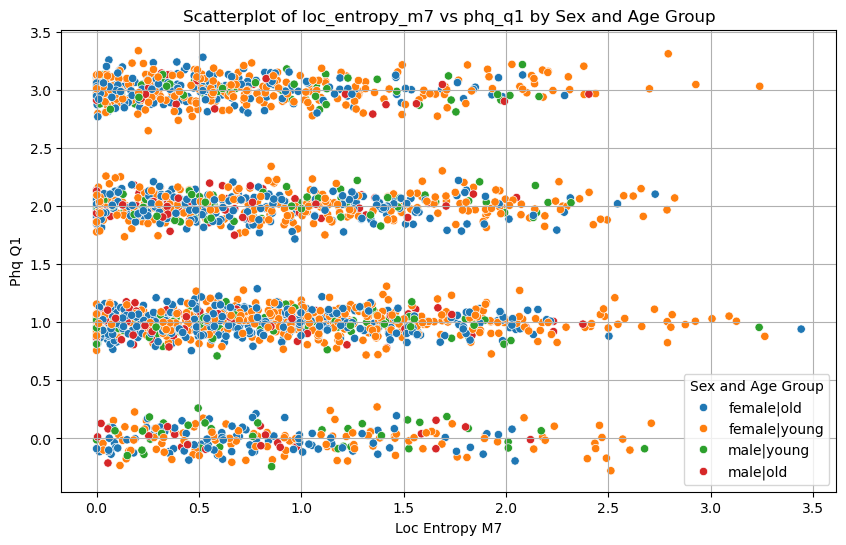 Scatterplot of loc_entropy_m7 vs phq_q1 by Sex and Age Group
3.5
3.0
2.5
2.0
1.5
1.0
0.5
0.0
Phq Q1
Sex and Age Group
female|old
female|young
male|young
male|old
0.0 0.5 1.0 1.5 2.0 2.5 3.0 3.5
Loc Entropy M7